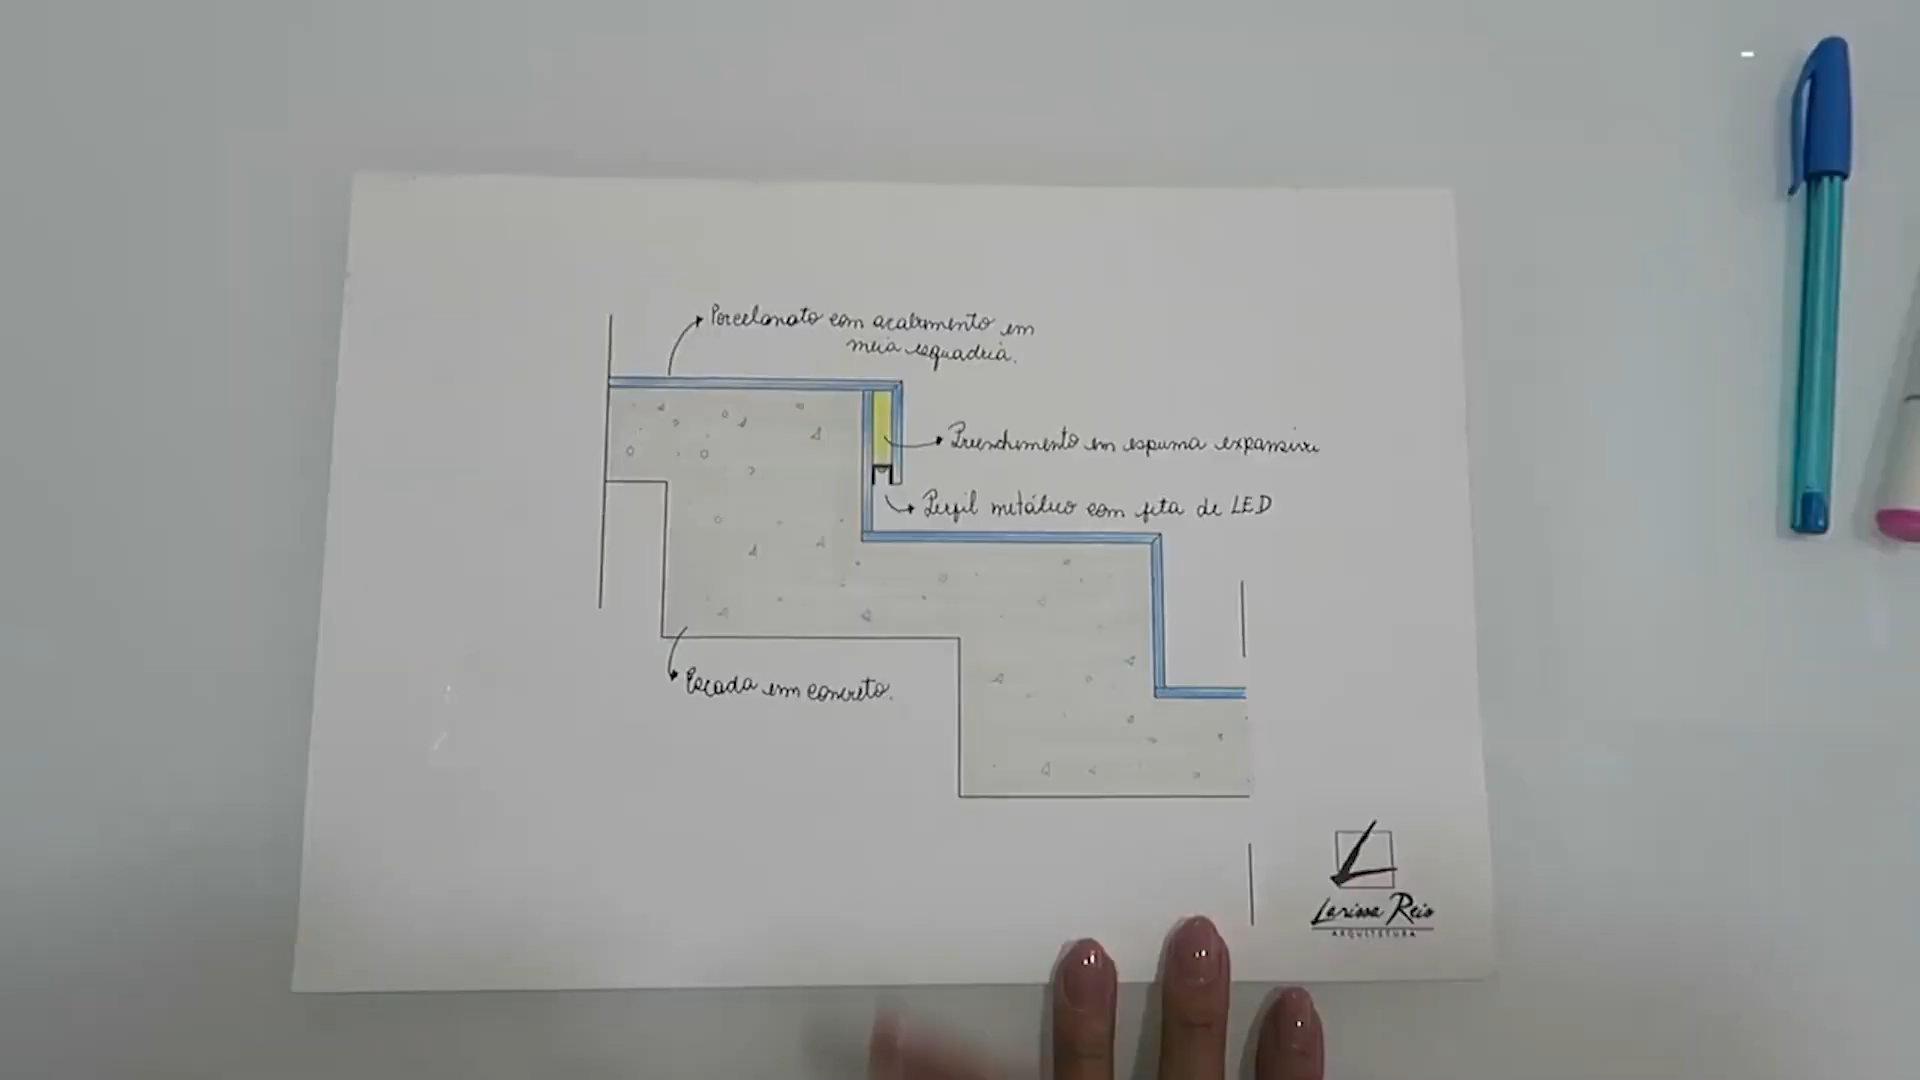 Porcelanato com acabamento em
meia esquadria.
Preenchimento em espuma expansiva
Perfil metálico com fita de LED
Escada em concreto.
Larissa Reis
ARQUITETURA